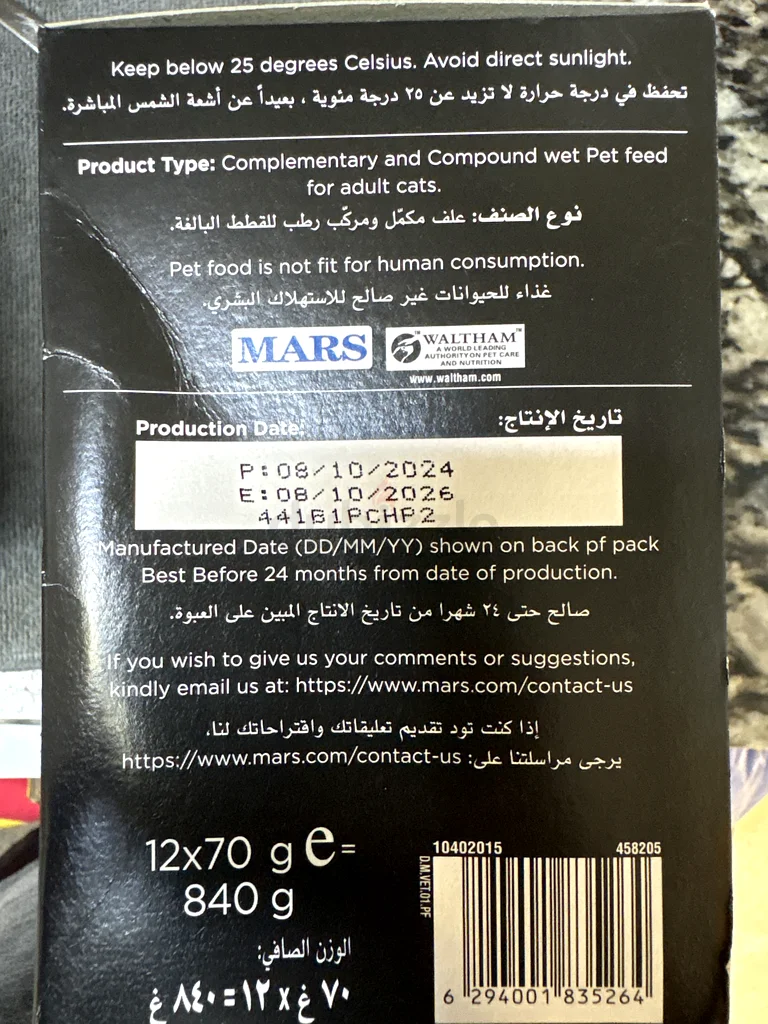 Keep below 25 degrees Celsius. Avoid direct sunlight.
تحفظ في درجة حرارة لا تزيد عن ٢٥ درجة مئوية ، بعيداً عن أشعة الشمس المباشرة.
Product Type: Complementary and Compound wet Pet feed
for adult cats.
نوع الصنف: علف مكمّل ومركّب رطب للقطط البالغة.
Pet food is not fit for human consumption.
غذاء للحيوانات غير صالح للاستهلاك البشري.
MARS
WALTHAM™
A WORLD LEADING
AUTHORITY ON PET CARE
AND NUTRITION
www.waltham.com
Production Date: تاريخ الإنتاج:
P:08/10/2024
E:08/10/2026
441B1PCHP2
Manufactured Date (DD/MM/YY) shown on back pf pack
Best Before 24 months from date of production.
صالح حتى ٢٤ شهرا من تاريخ الانتاج المبين على العبوة.
If you wish to give us your comments or suggestions,
kindly email us at: https://www.mars.com/contact-us
إذا كنت تود تقديم تعليقاتك واقتراحاتك لنا،
يرجى مراسلتنا على: https://www.mars.com/contact-us
12x70 g e=
840 g
الوزن الصافي:
٧٠ غ x ١٢=٨٤٠ غ
10402015 458205
D.M.VET.01.PF
6 294001 835264